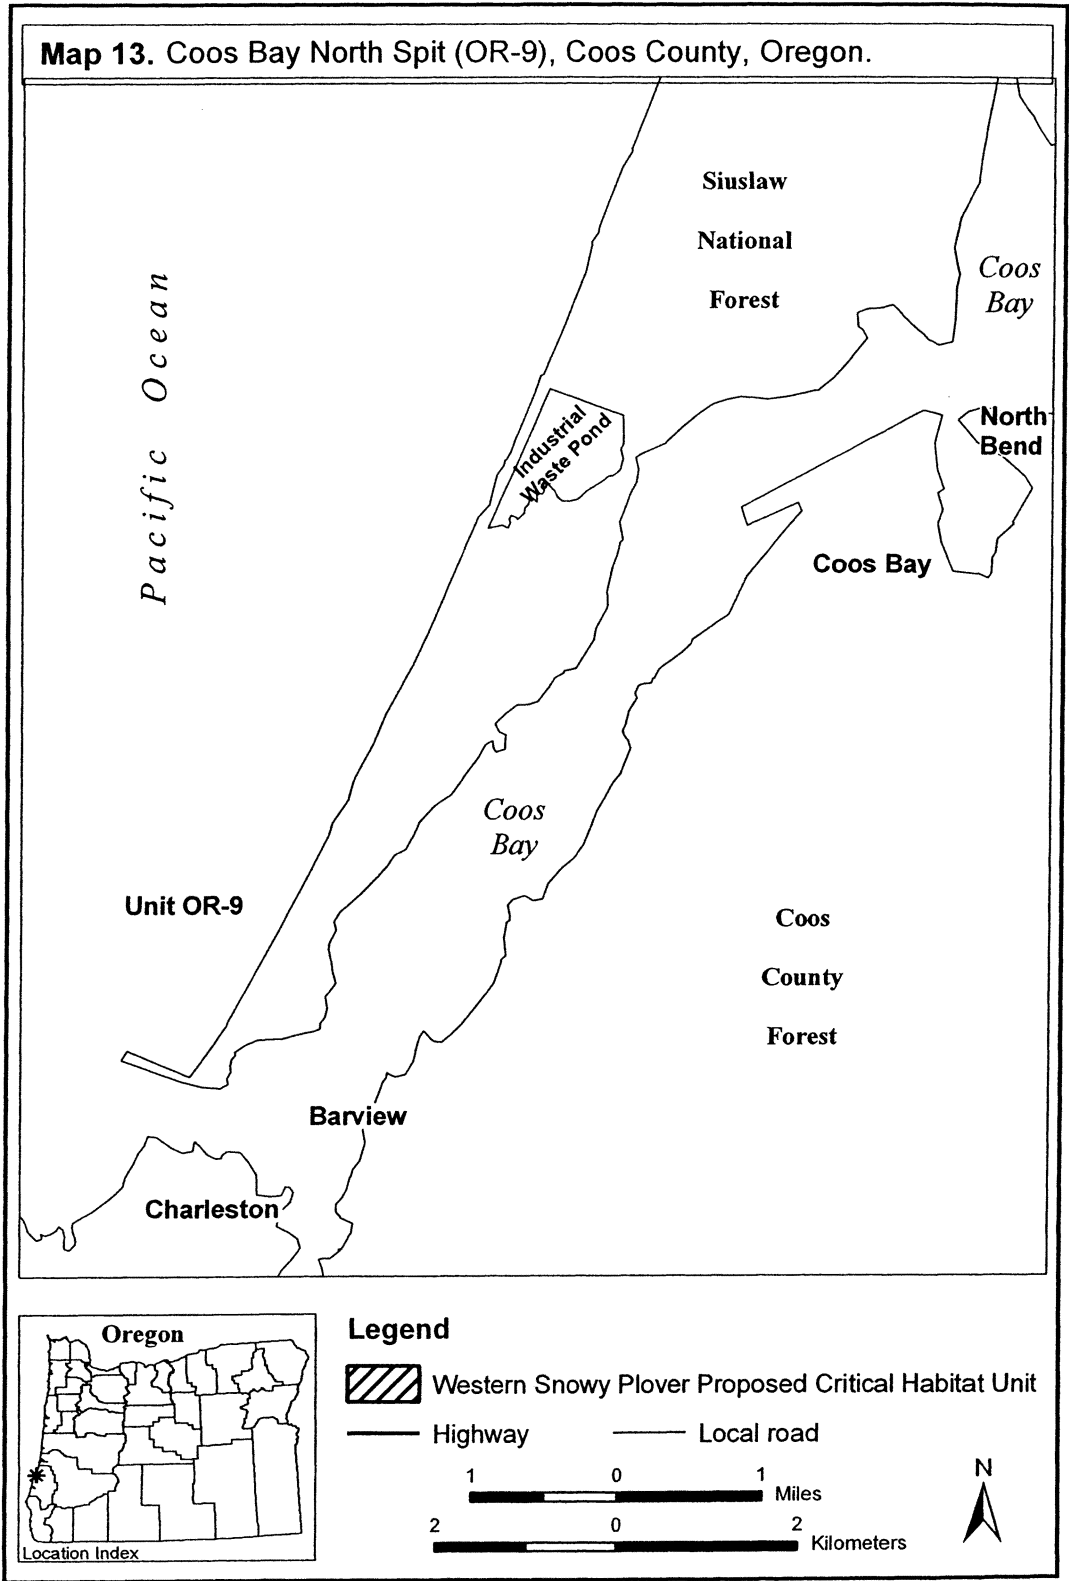 Map 13. Coos Bay North Spit (OR-9), Coos County, Oregon.
Siuslaw
National
Forest
Coos
Bay
Pacific Ocean
Industrial
Waste Pond
North
Bend
Coos Bay
Coos
Bay
Unit OR-9
Coos
County
Forest
Barview
Charleston
Oregon
Location Index
Legend
Western Snowy Plover Proposed Critical Habitat Unit
Highway
Local road
1 0 1
Miles
2 0 2
Kilometers
N